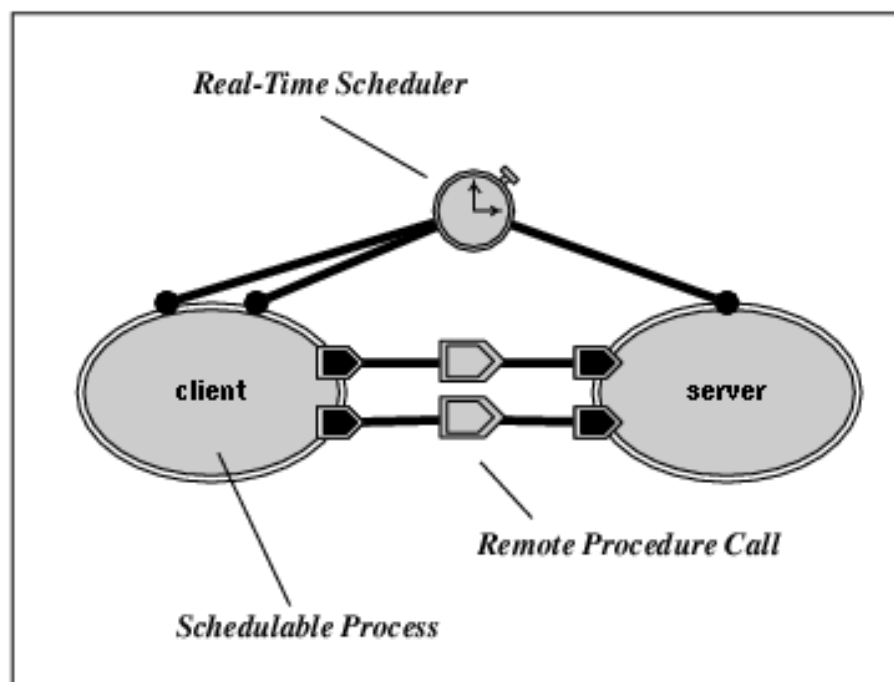 Real-Time Scheduler
client
server
Remote Procedure Call
Schedulable Process